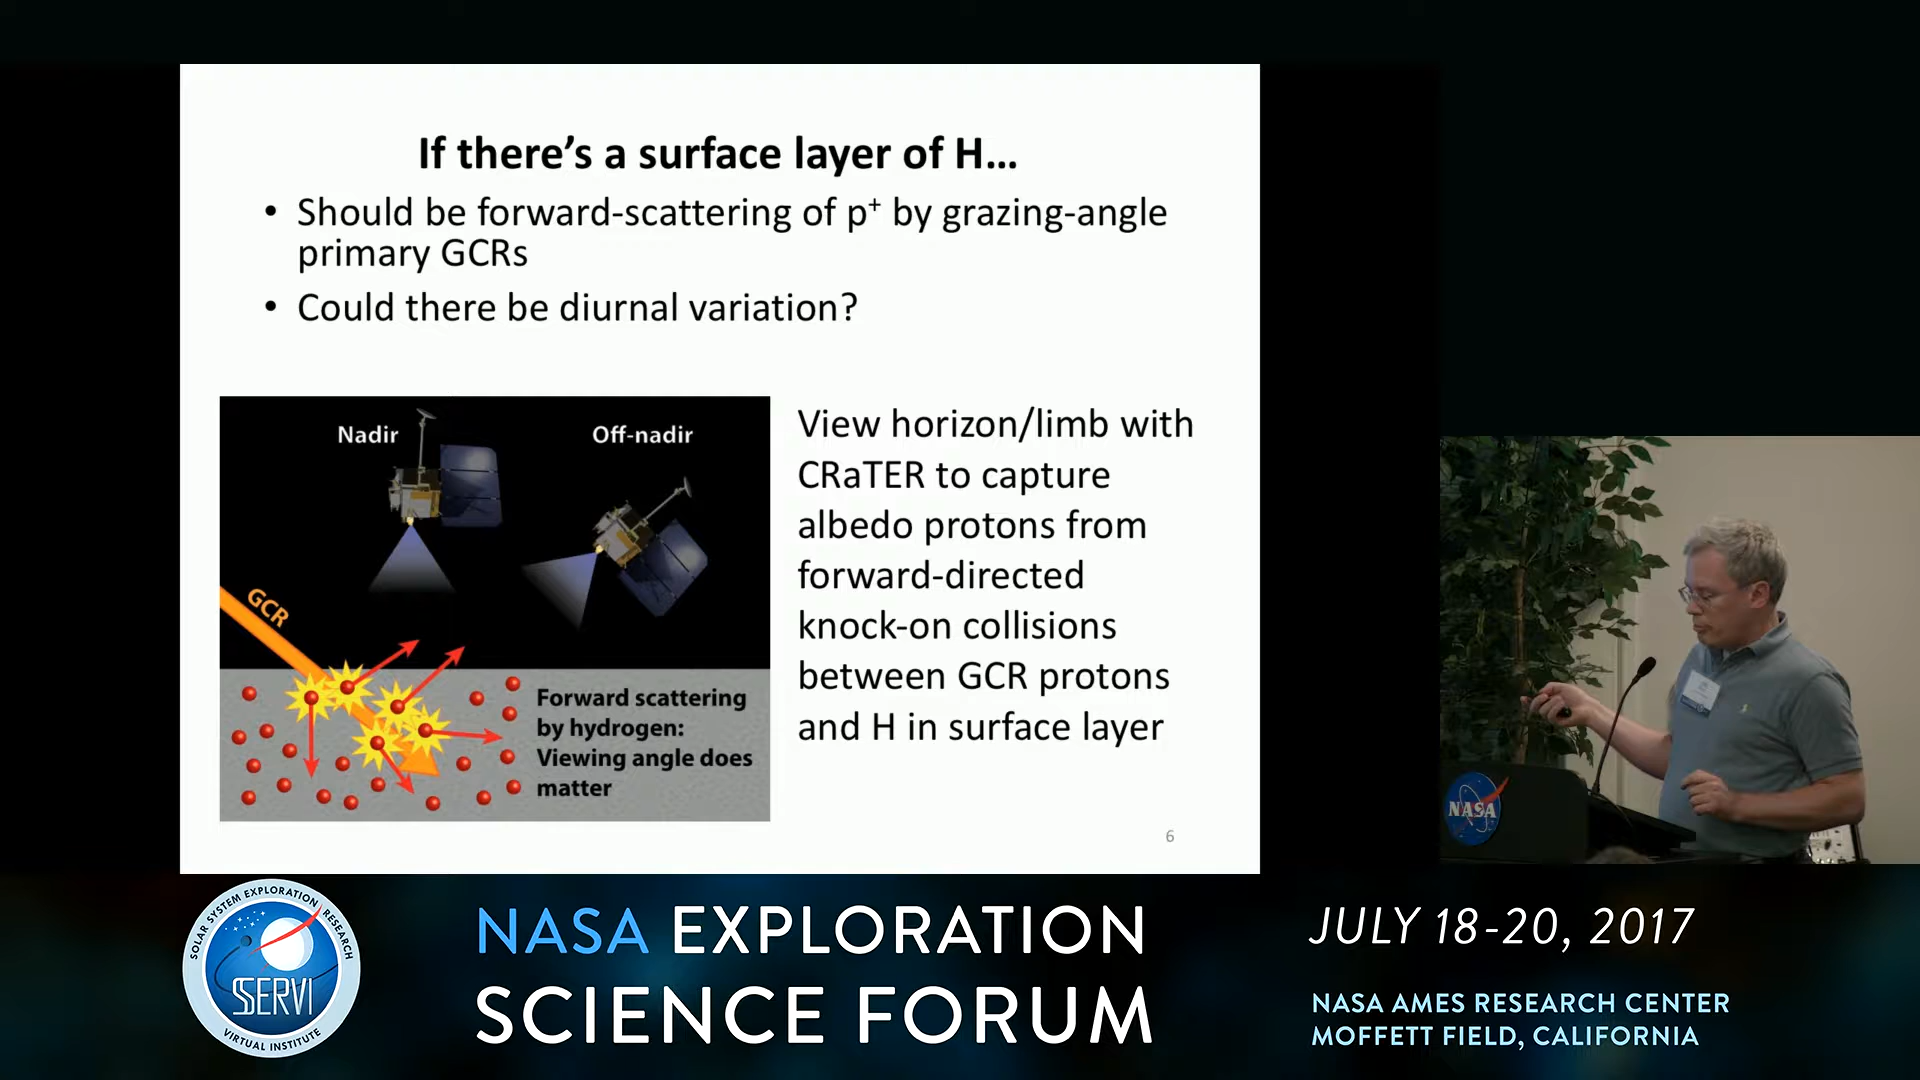 If there's a surface layer of H...
• Should be forward-scattering of p⁺ by grazing-angle
primary GCRs
• Could there be diurnal variation?
Nadir
Off-nadir
GCR
Forward scattering
by hydrogen:
Viewing angle does
matter
View horizon/limb with
CRaTER to capture
albedo protons from
forward-directed
knock-on collisions
between GCR protons
and H in surface layer
6
NASA
SOLAR SYSTEM EXPLORATION RESEARCH
SSERVI
VIRTUAL INSTITUTE
NASA EXPLORATION
SCIENCE FORUM
JULY 18-20, 2017
NASA AMES RESEARCH CENTER
MOFFETT FIELD, CALIFORNIA